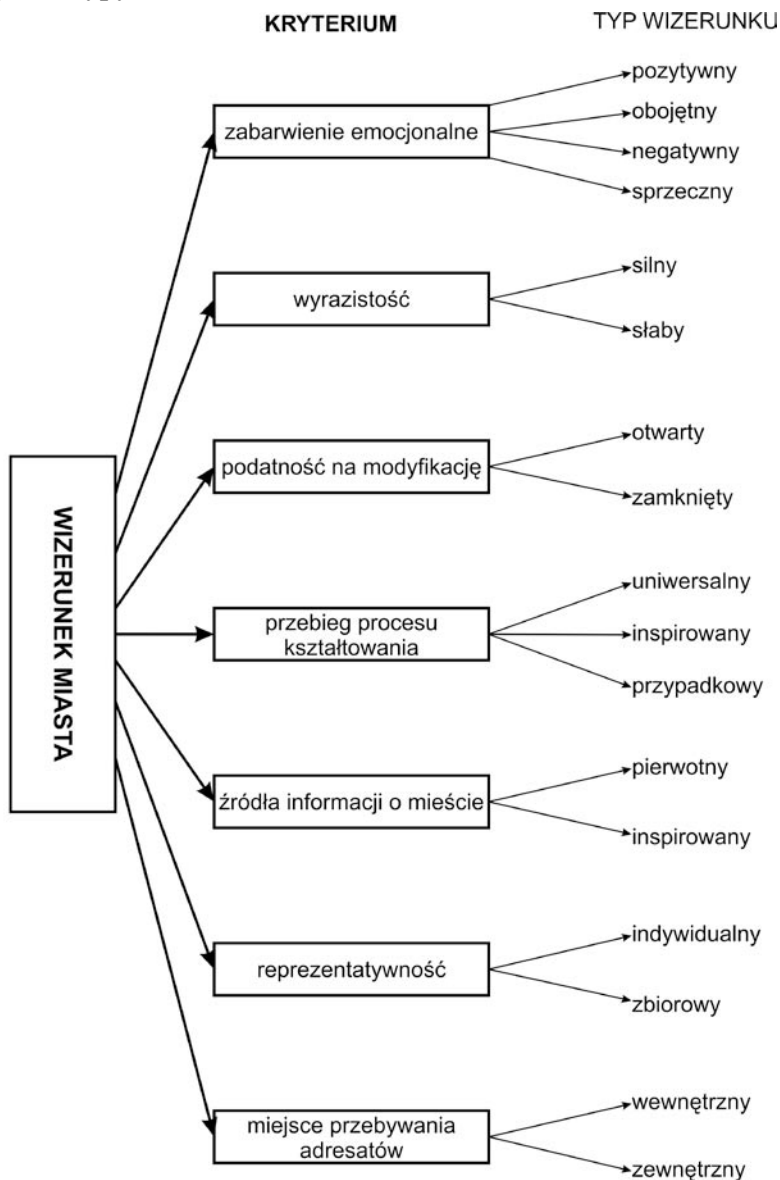 KRYTERIUM
TYP WIZERUNKU
WIZERUNEK MIASTA
zabarwienie emocjonalne
pozytywny
obojętny
negatywny
sprzeczny
wyrazistość
silny
słaby
podatność na modyfikację
otwarty
zamknięty
przebieg procesu
kształtowania
uniwersalny
inspirowany
przypadkowy
źródła informacji o mieście
pierwotny
inspirowany
reprezentatywność
indywidualny
zbiorowy
miejsce przebywania
adresatów
wewnętrzny
zewnętrzny